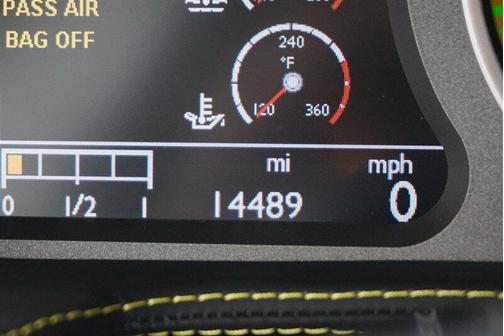 PASS AIR
BAG OFF
240
°F
120 360
mi mph
0 1/2 1 14489 0